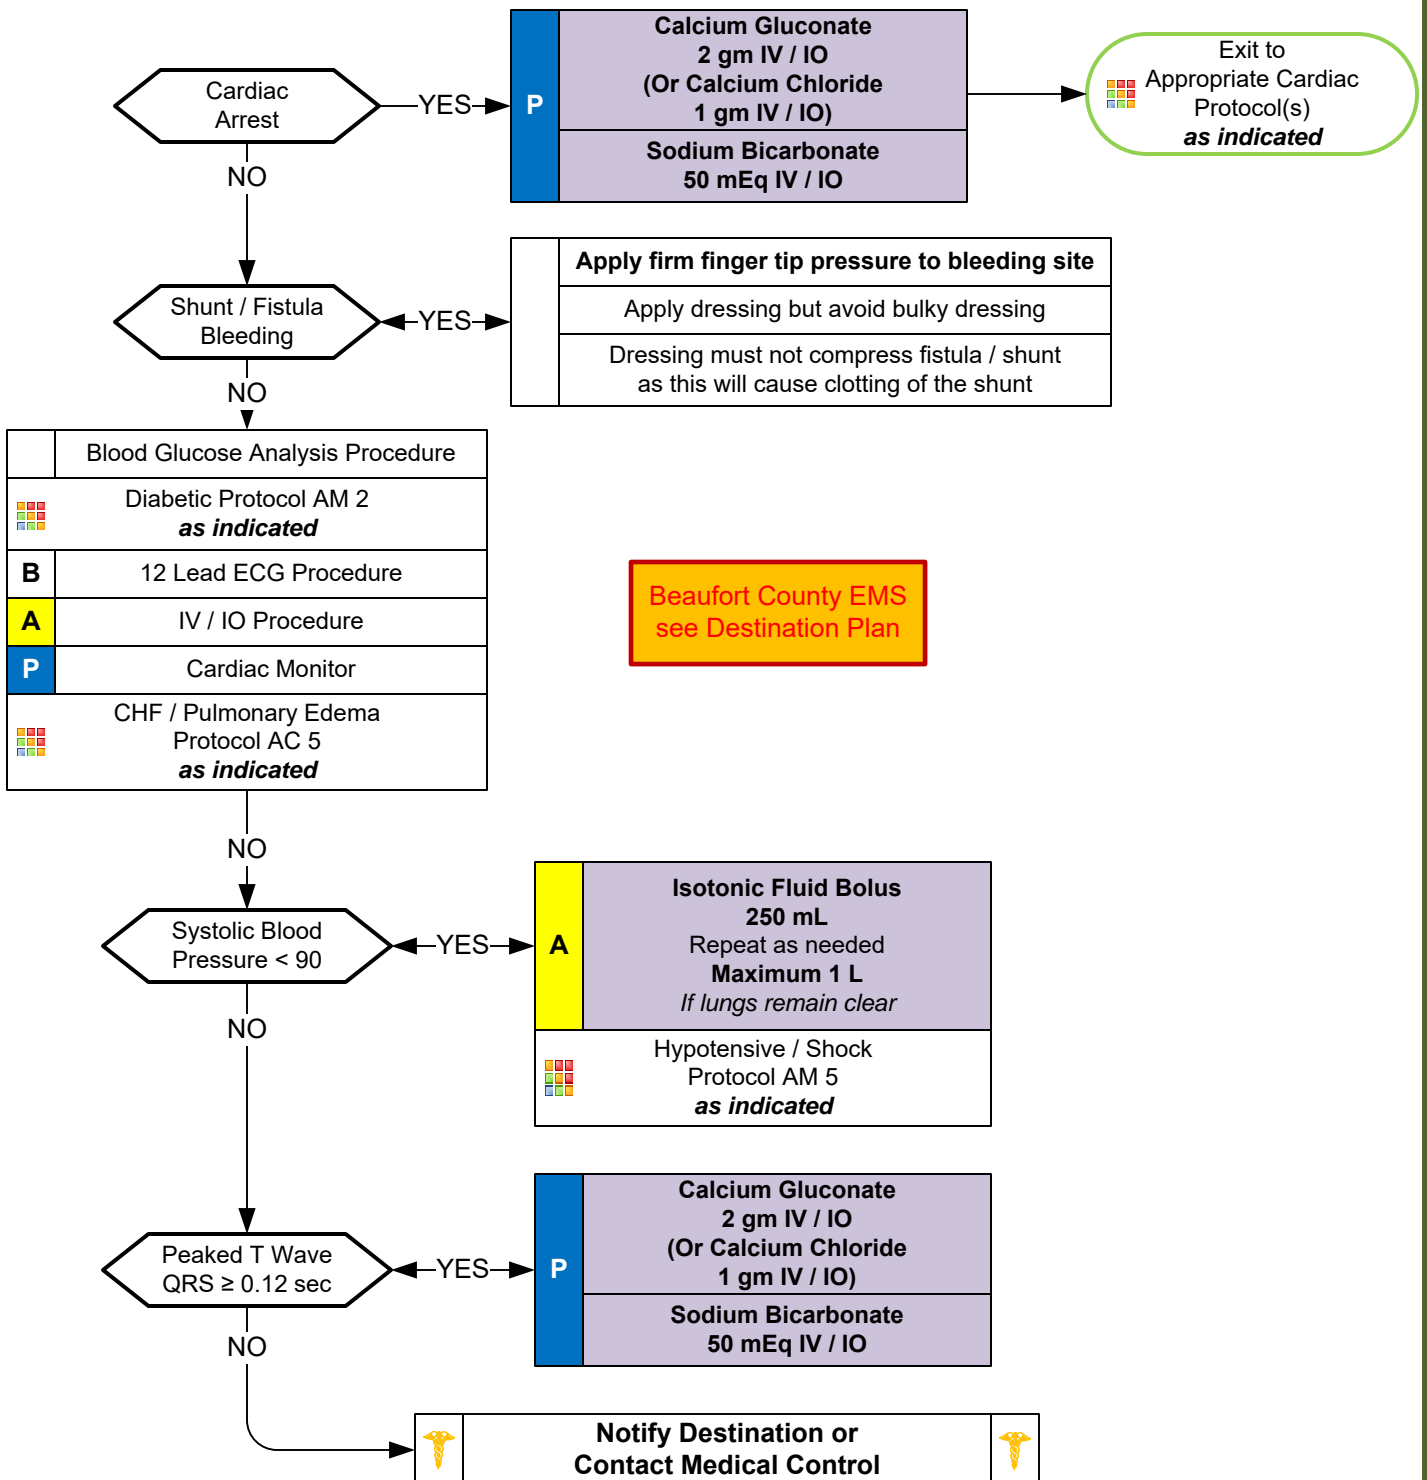 Cardiac
Arrest
YES
P
Calcium Gluconate
2 gm IV / IO
(Or Calcium Chloride
1 gm IV / IO)
Sodium Bicarbonate
50 mEq IV / IO
Exit to
Appropriate Cardiac
Protocol(s)
as indicated
NO
Shunt / Fistula
Bleeding
YES
Apply firm finger tip pressure to bleeding site
Apply dressing but avoid bulky dressing
Dressing must not compress fistula / shunt
as this will cause clotting of the shunt
NO
Blood Glucose Analysis Procedure
Diabetic Protocol AM 2
as indicated
B
12 Lead ECG Procedure
A
IV / IO Procedure
P
Cardiac Monitor
CHF / Pulmonary Edema
Protocol AC 5
as indicated
Beaufort County EMS
see Destination Plan
NO
Systolic Blood
Pressure < 90
YES
A
Isotonic Fluid Bolus
250 mL
Repeat as needed
Maximum 1 L
If lungs remain clear
Hypotensive / Shock
Protocol AM 5
as indicated
NO
Peaked T Wave
QRS ≥ 0.12 sec
YES
P
Calcium Gluconate
2 gm IV / IO
(Or Calcium Chloride
1 gm IV / IO)
Sodium Bicarbonate
50 mEq IV / IO
NO
Notify Destination or
Contact Medical Control